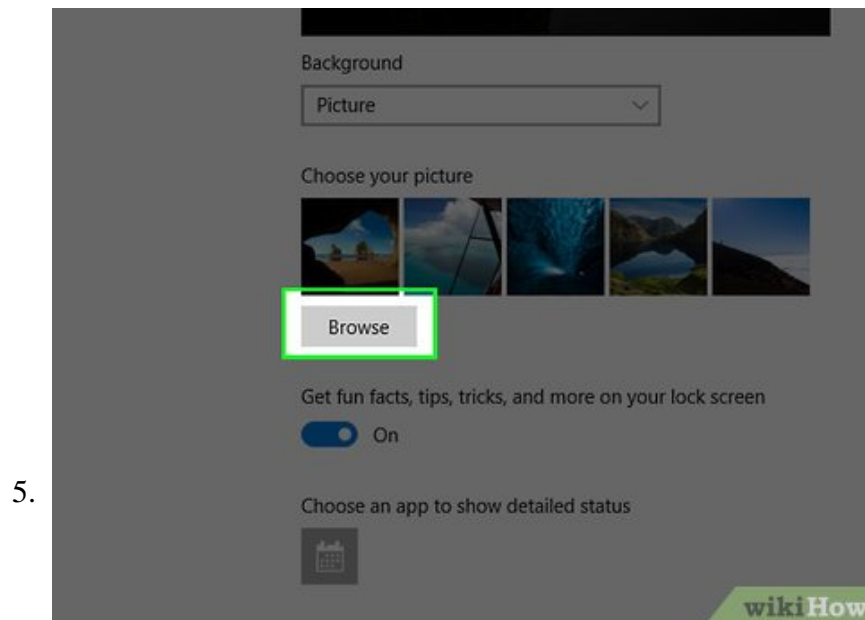 Background
Picture
Choose your picture
Browse
Get fun facts, tips, tricks, and more on your lock screen
On
5.
Choose an app to show detailed status
wikiHow